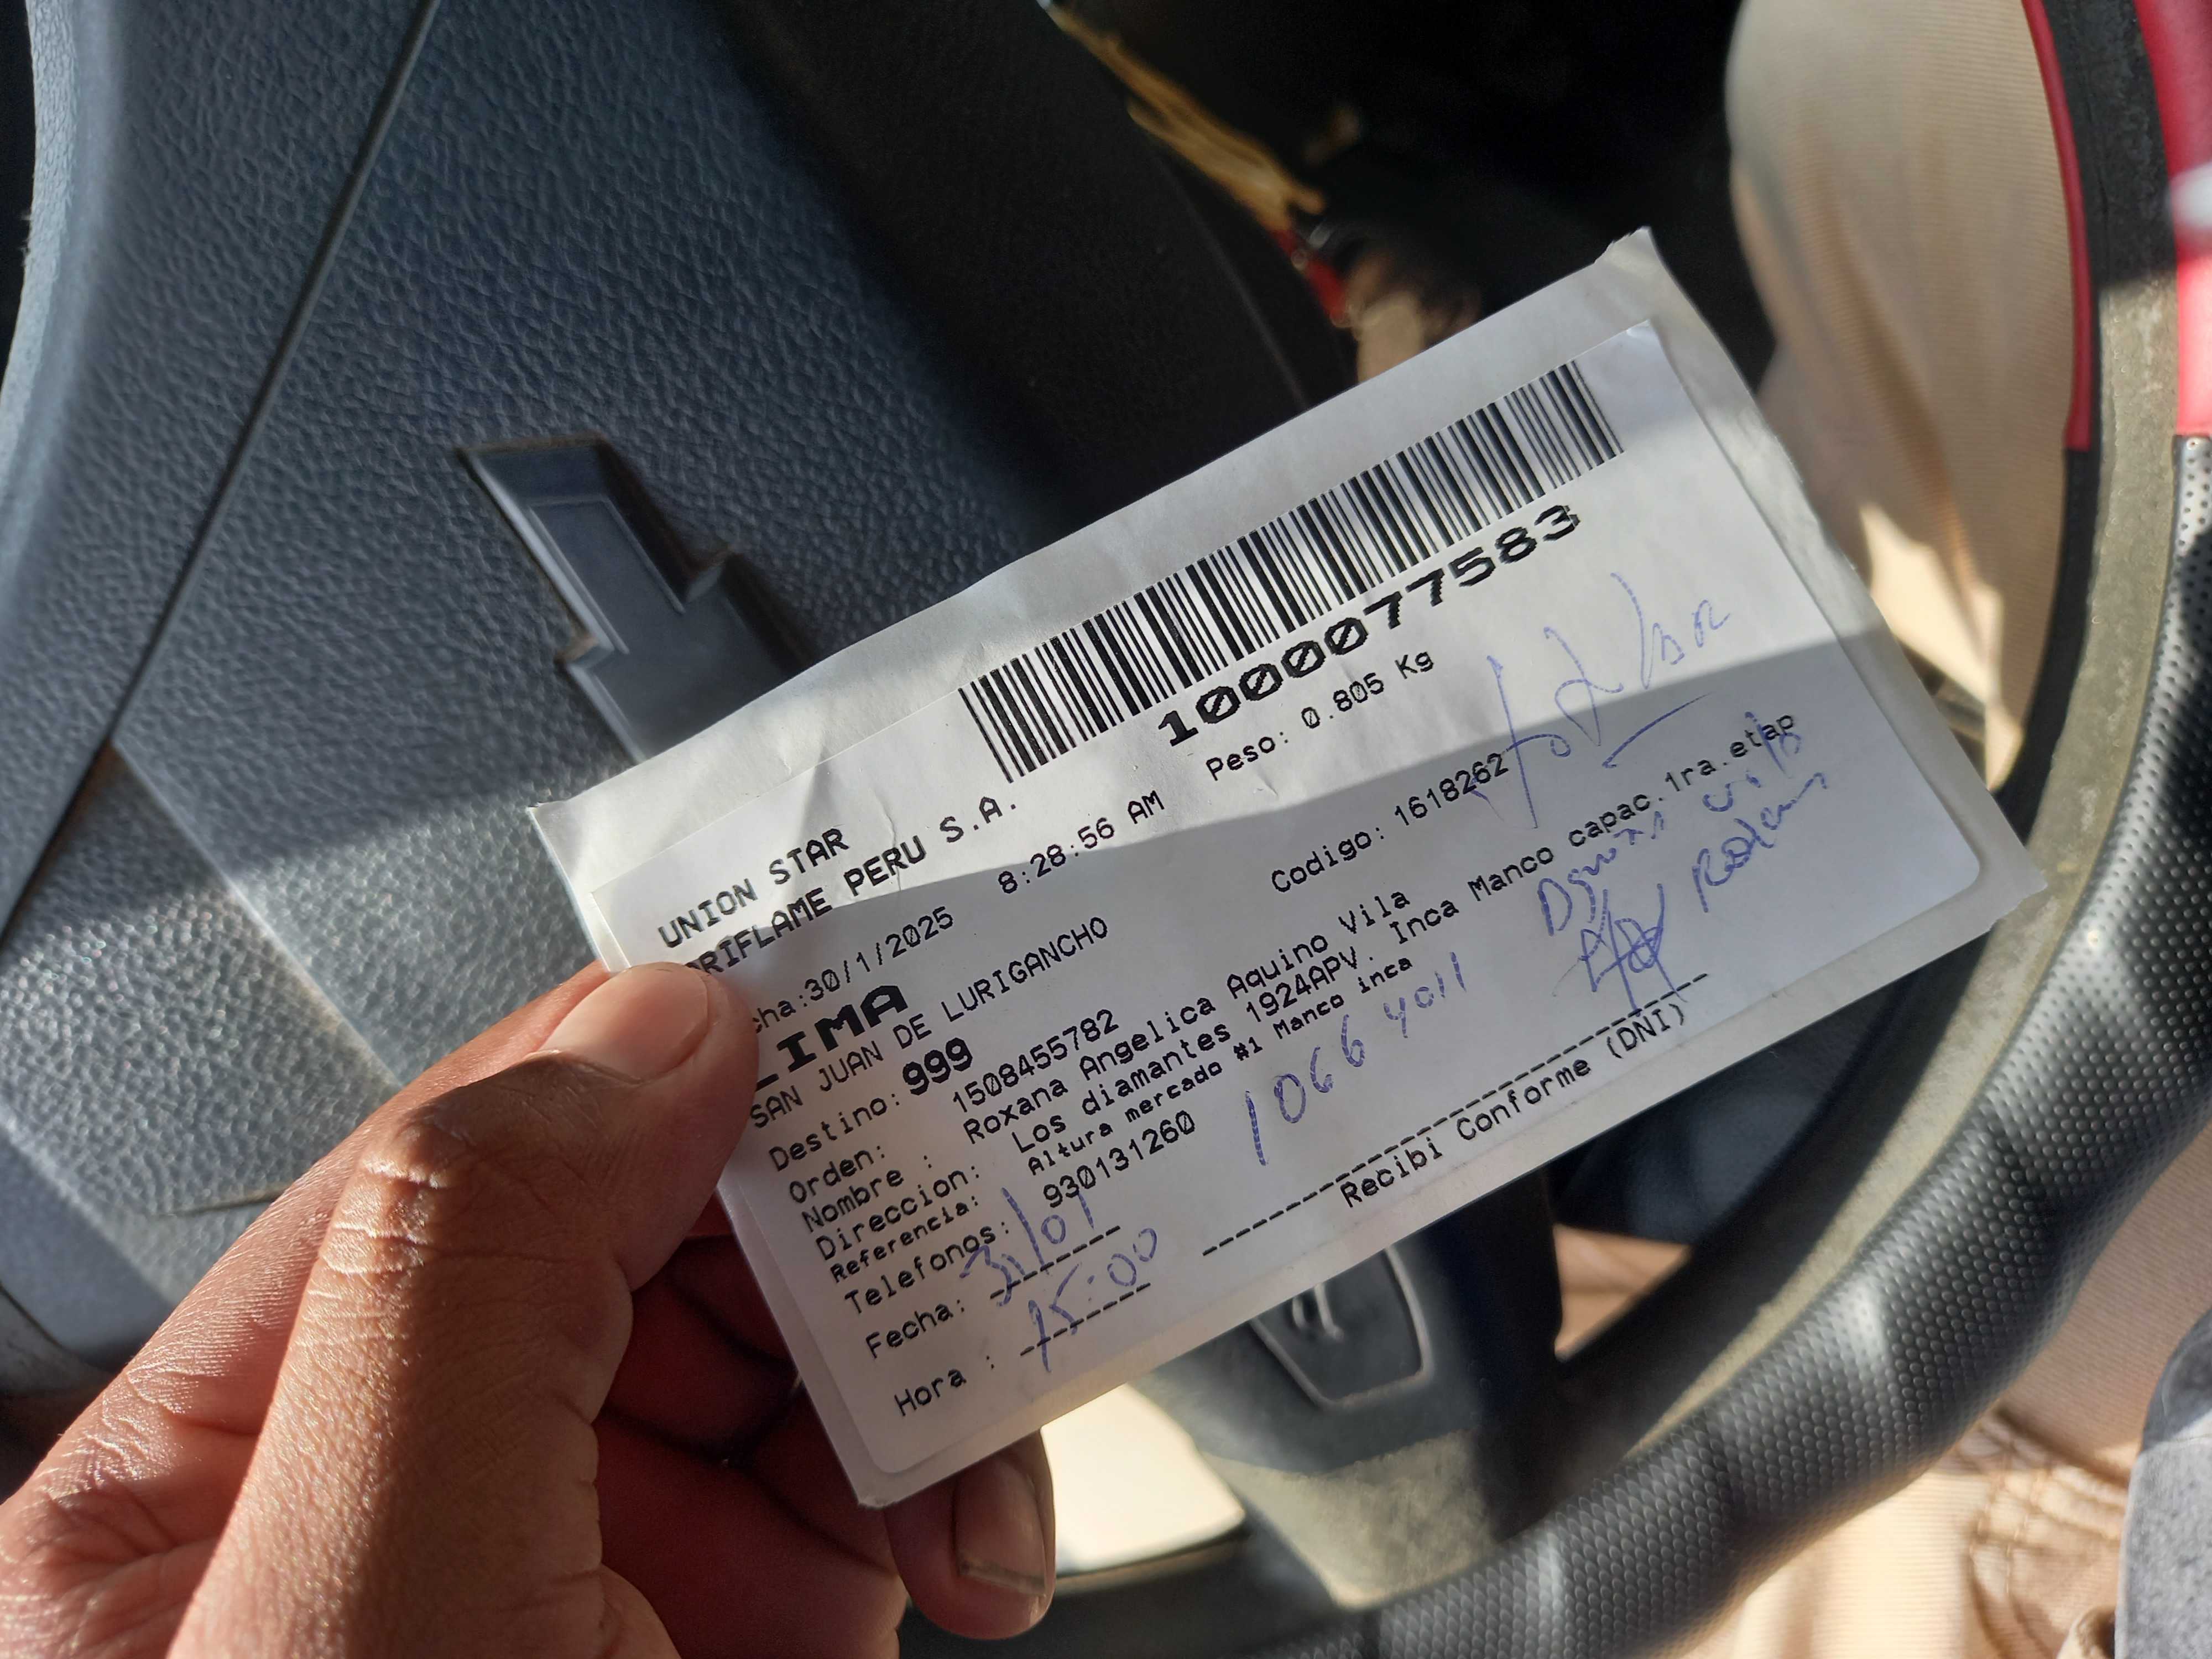 1000077583
UNION STAR
ORIFLAME PERU S.A.
Peso: 0.805 Kg
cha:30/1/2025 8:28:56 AM
LIMA
SAN JUAN DE LURIGANCHO
Codigo: 1618262
Destino: 999
Orden: 1508455782
Nombre : Roxana Angelica Aquino Vila
Direccion: Los diamantes 1924APV. Inca Manco capac.1ra.etap
Referencia: Altura mercado #1 Manco inca
Telefonos: 930131260
10664011
Fecha: 31/01
Hora : 15:00
Recibi Conforme (DNI)